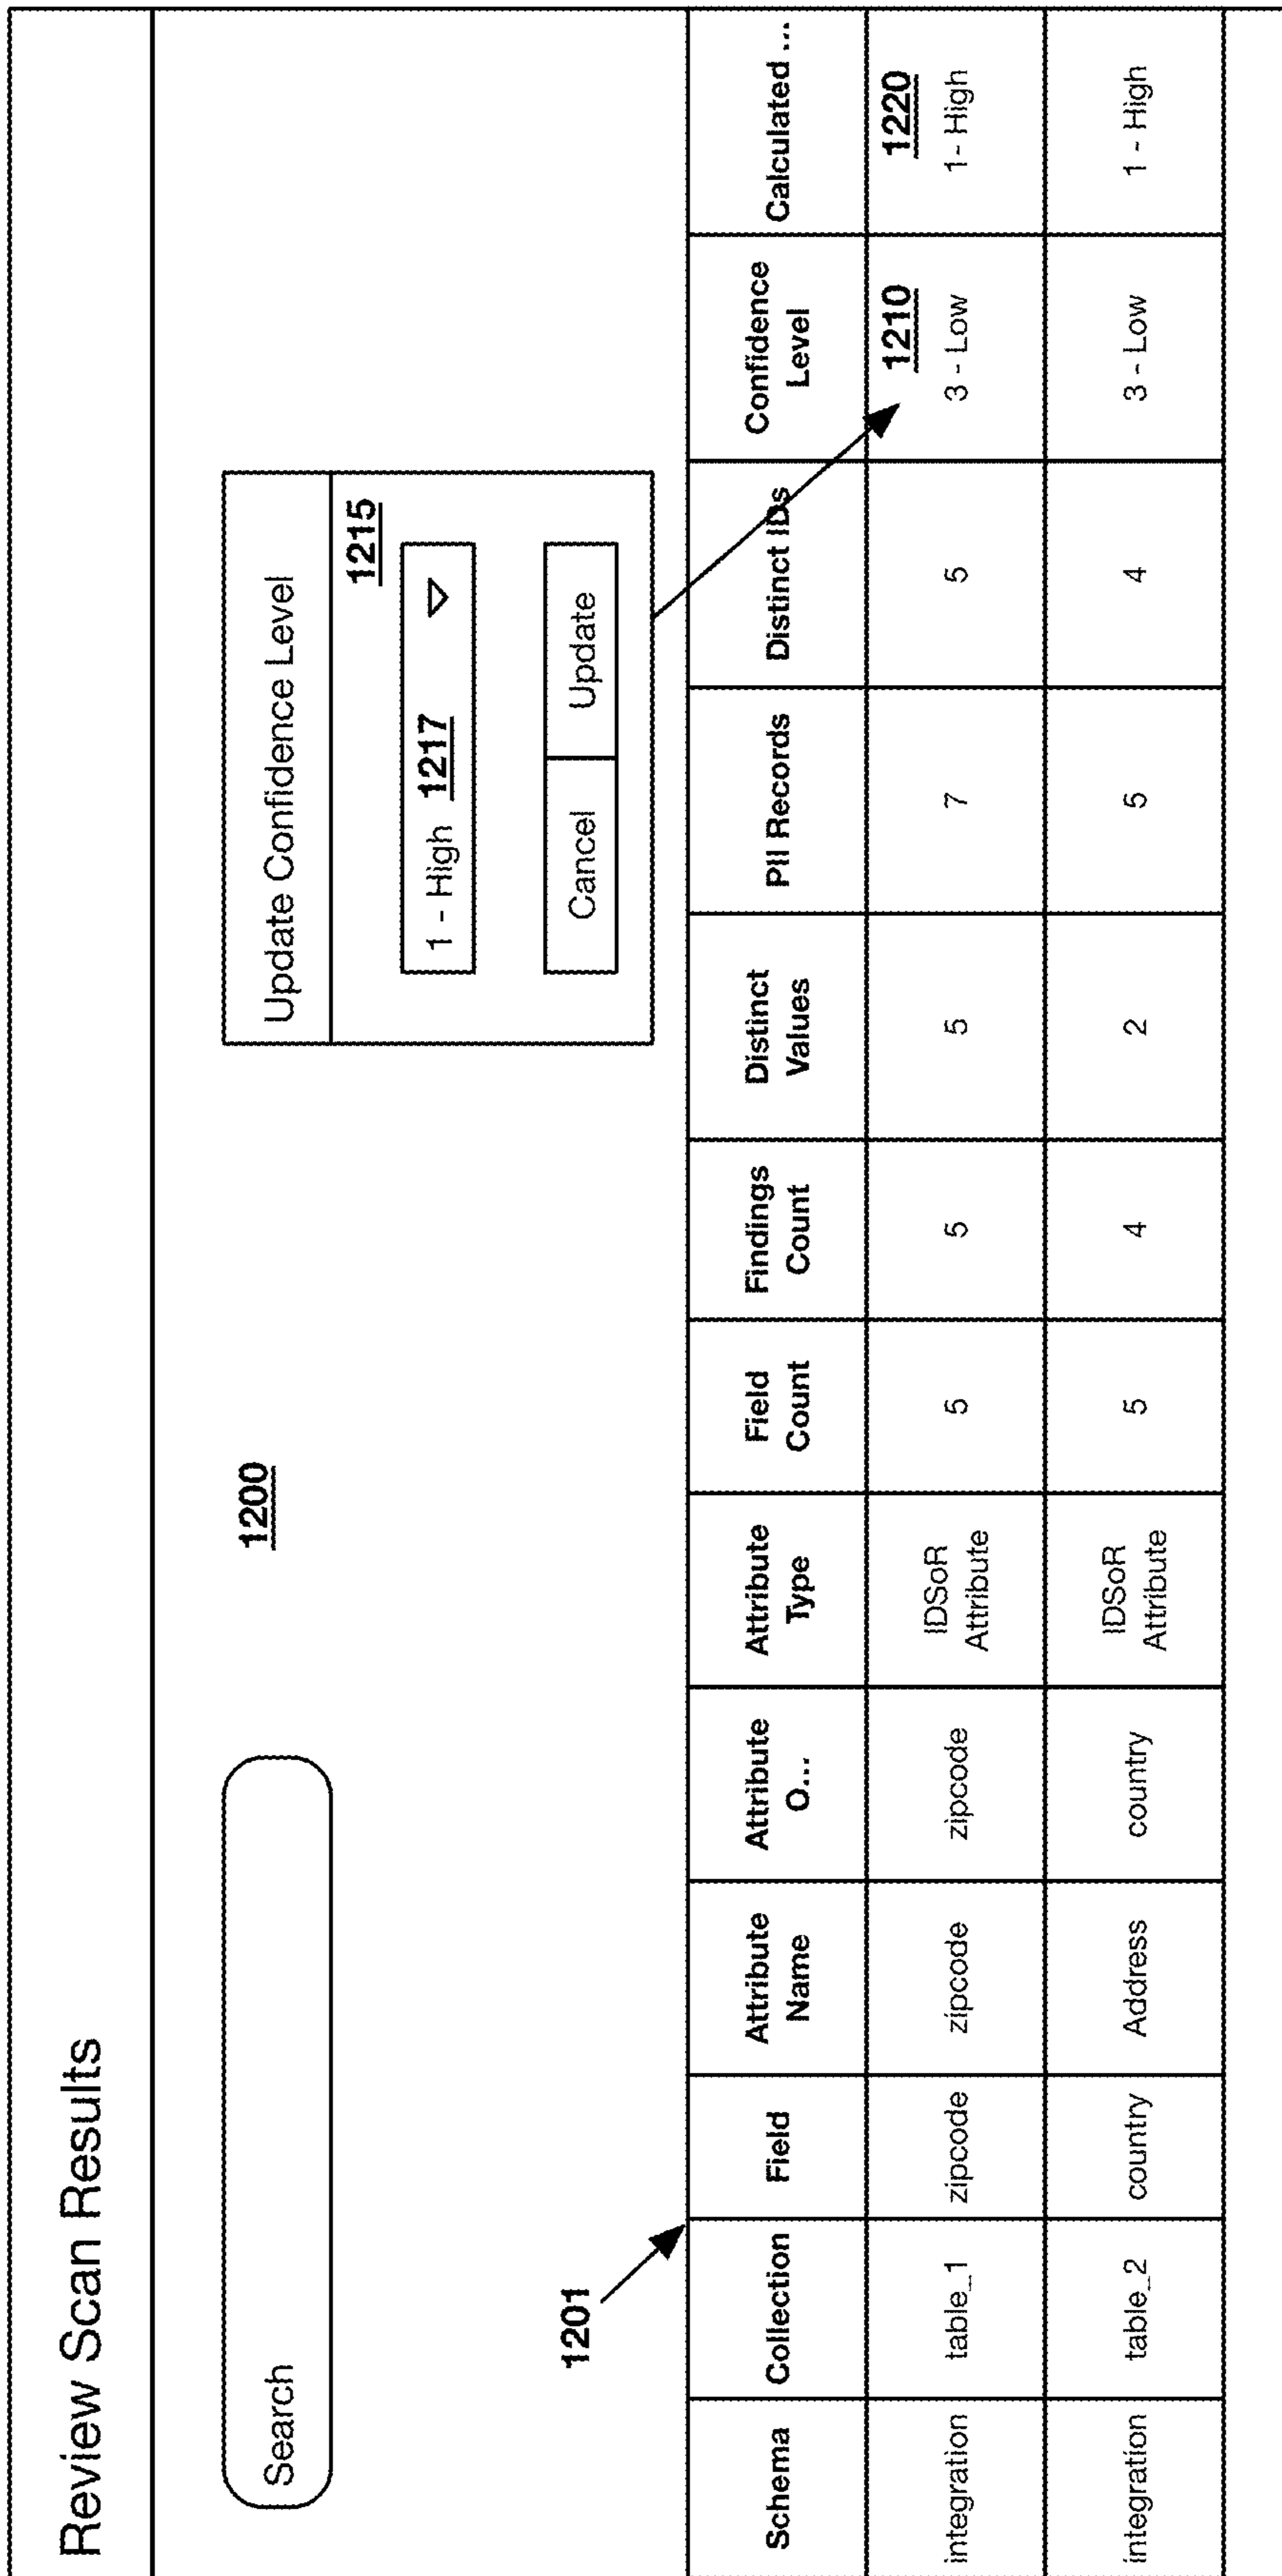 Review Scan Results
Search
1200
Update Confidence Level
1215
1 - High 1217
Cancel Update
1201
Schema Collection Field Attribute Name Attribute O... Attribute Type Field Count Findings Count Distinct Values PII Records Distinct IDs Confidence Level Calculated ...
1210 1220
integration table_1 zipcode zipcode zipcode IDSoR Attribute 5 5 5 7 5 3 - Low 1- High
integration table_2 country Address country IDSoR Attribute 5 4 2 5 4 3 - Low 1 - High